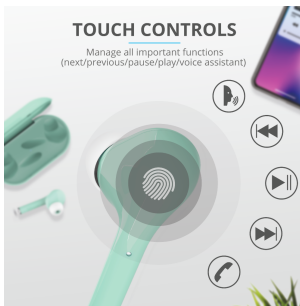 TOUCH CONTROLS
Manage all important functions
(next/previous/pause/play/voice assistant)